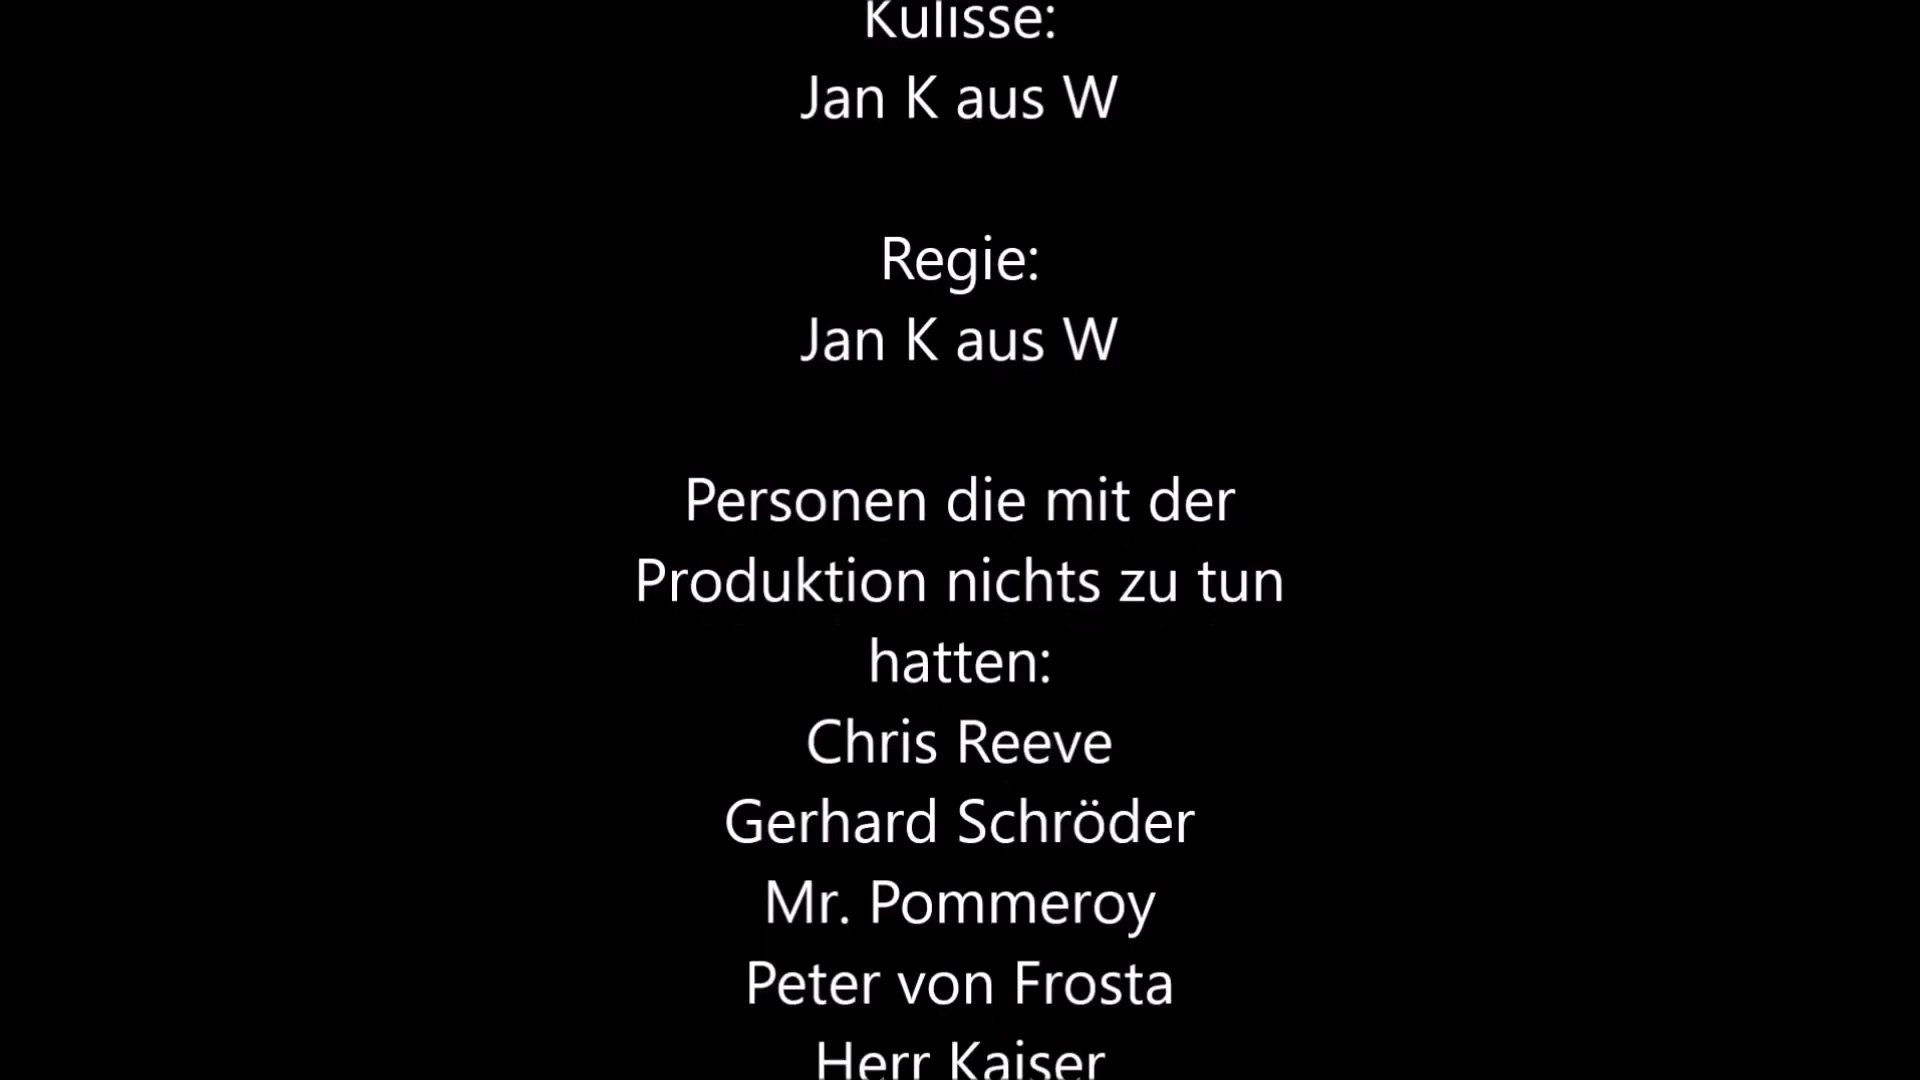 Kulisse:
Jan K aus W
Regie:
Jan K aus W
Personen die mit der
Produktion nichts zu tun
hatten:
Chris Reeve
Gerhard Schröder
Mr. Pommeroy
Peter von Frosta
Herr Kaiser